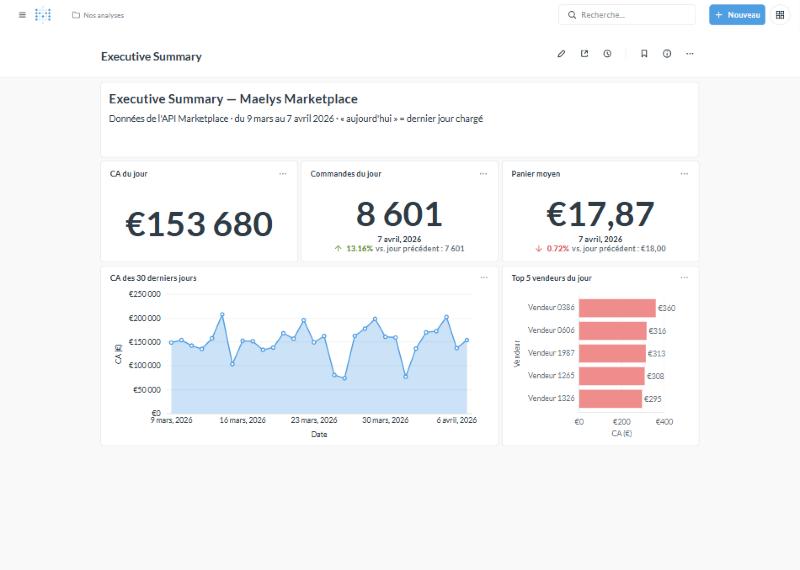 Nos analyses
Recherche...
+ Nouveau
Executive Summary
Executive Summary — Maelys Marketplace
Données de l'API Marketplace · du 9 mars au 7 avril 2026 · « aujourd'hui » = dernier jour chargé
CA du jour
€153 680
Commandes du jour
8 601
7 avril, 2026
↑ 13.16% vs. jour précédent : 7 601
Panier moyen
€17,87
7 avril, 2026
↓ 0.72% vs. jour précédent : €18,00
CA des 30 derniers jours
€250 000
€200 000
€150 000
€100 000
€50 000
€0
CA (€)
9 mars, 2026
16 mars, 2026
23 mars, 2026
30 mars, 2026
6 avril, 2026
Date
Top 5 vendeurs du jour
Vendeur
Vendeur 0386 €360
Vendeur 0606 €316
Vendeur 1987 €313
Vendeur 1265 €308
Vendeur 1326 €295
€0 €200 €400
CA (€)